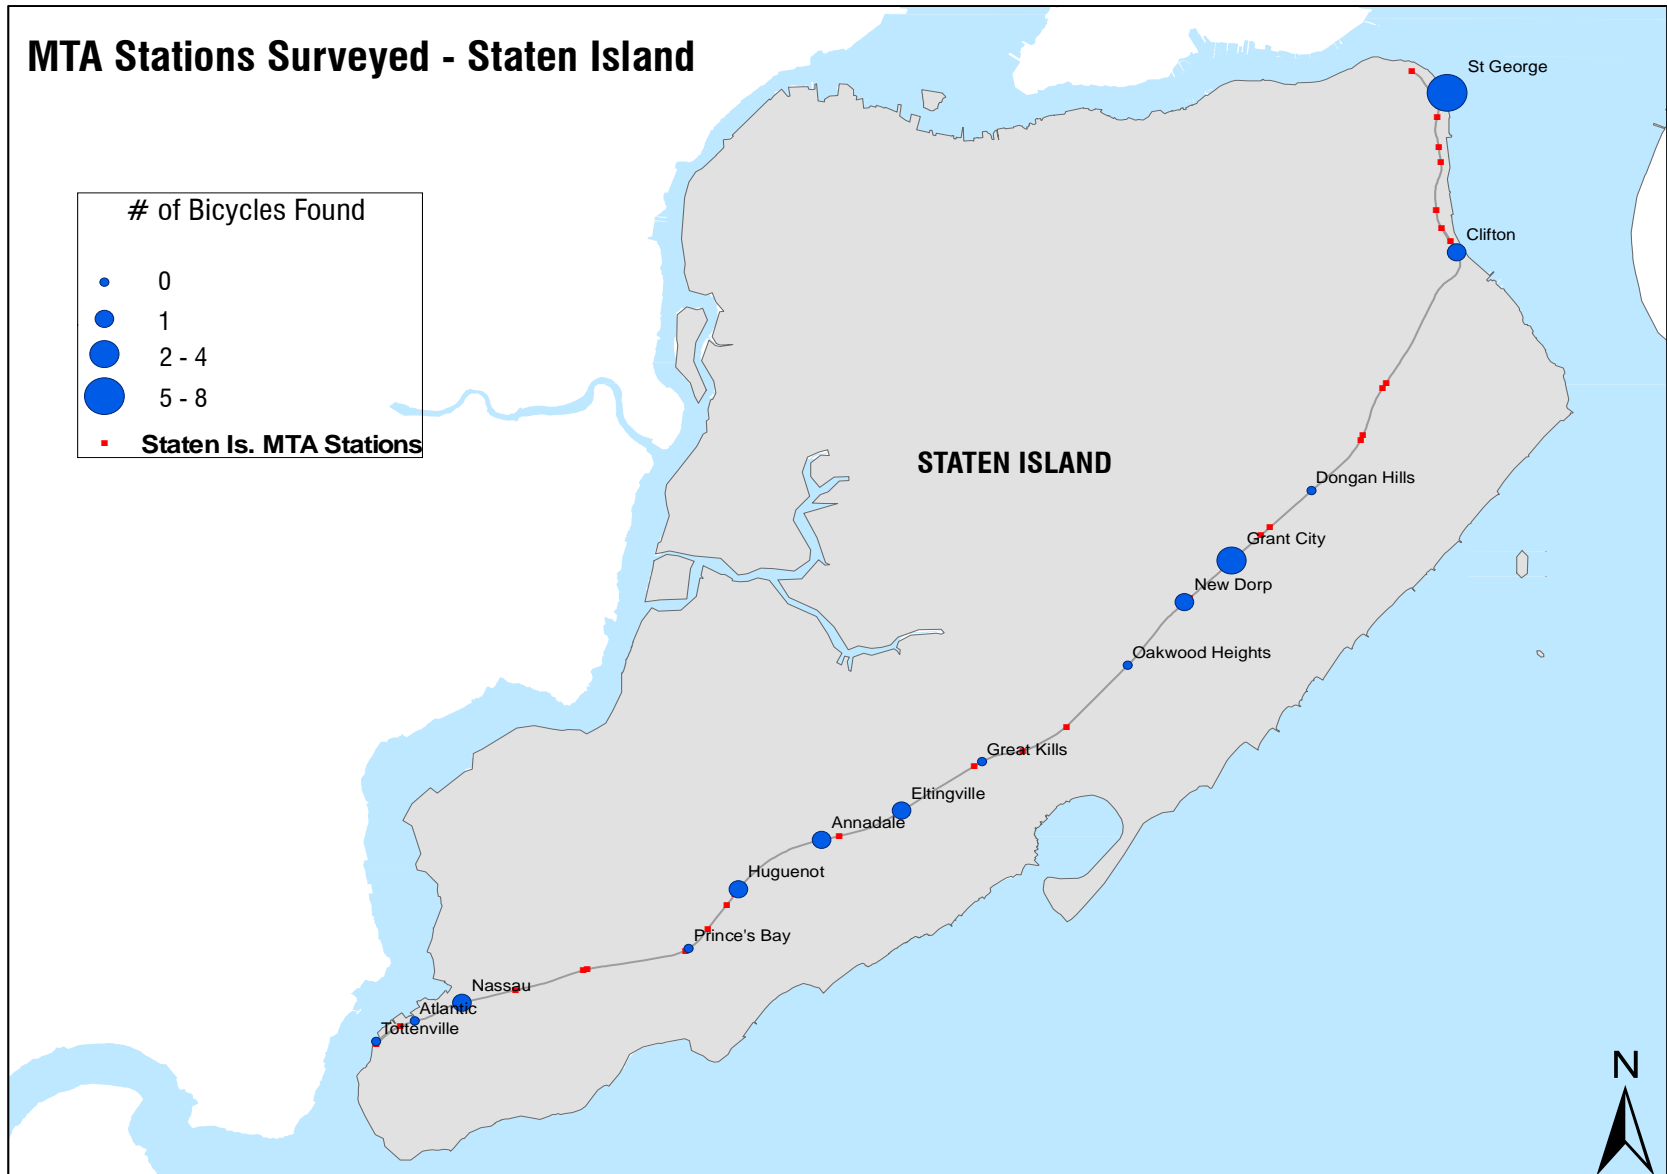 MTA Stations Surveyed - Staten Island
St George
# of Bicycles Found
0
1
2 - 4
5 - 8
Staten Is. MTA Stations
Clifton
STATEN ISLAND
Dongan Hills
Grant City
New Dorp
Oakwood Heights
Great Kills
Eltingville
Annadale
Huguenot
Prince's Bay
Nassau
Atlantic
Tottenville
N